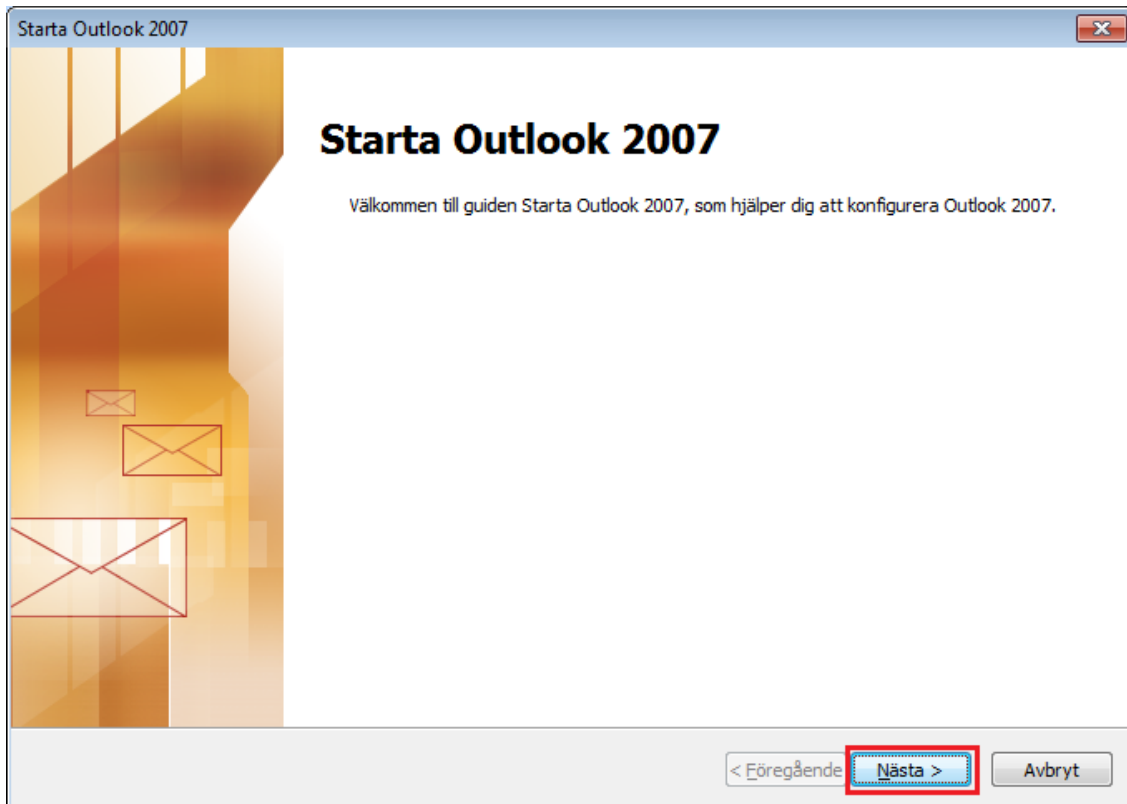 Starta Outlook 2007
Starta Outlook 2007
Välkommen till guiden Starta Outlook 2007, som hjälper dig att konfigurera Outlook 2007.
< Föregående
Nästa >
Avbryt